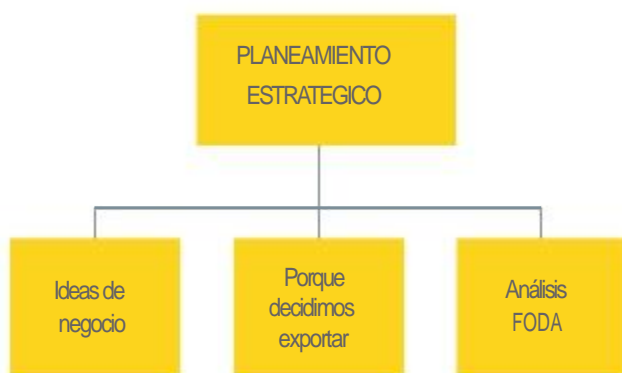 PLANEAMIENTO
ESTRATEGICO
Ideas de
negocio
Porque
decidimos
exportar
Análisis
FODA